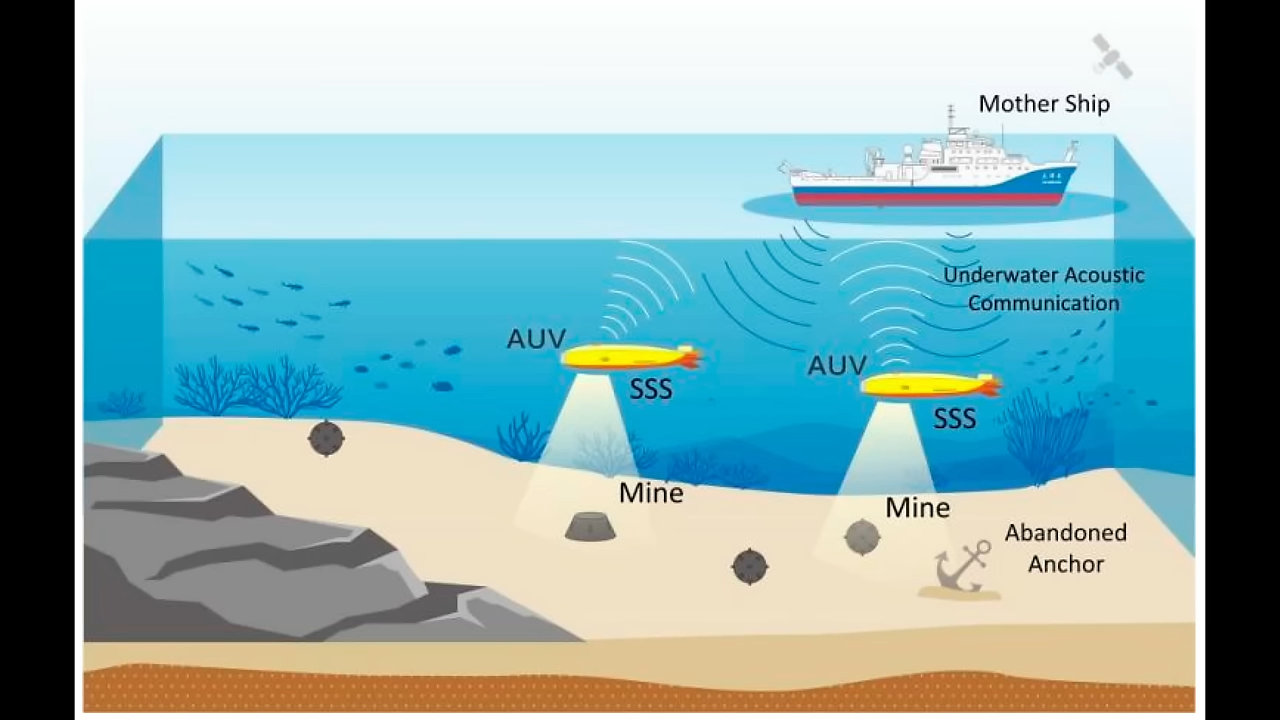 Mother Ship
Underwater Acoustic
Communication
AUV
SSS
AUV
SSS
Mine
Mine
Abandoned
Anchor